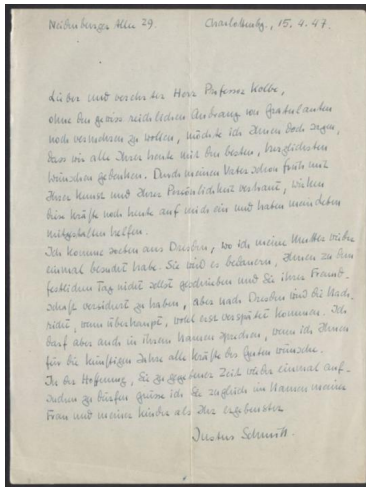 Nußbaumallee 29. Charlottenbg., 15.4.47.
Lieber und verehrter Herr Professor Kolbe,
ohne den gewiss reichlichen Andrang von Gratulanten
noch vermehren zu wollen, möchte ich Ihnen doch sagen,
dass wir alle Ihrer heute mit den besten, herzlichsten
Wünschen gedenken. Durch meinen Vater schon früh mit
Ihrer Kunst und Ihrer Persönlichkeit vertraut, wirken
diese Kräfte noch heute auf mich ein und haben mein Leben
mitgestalten helfen.
Ich komme soeben aus Dresden, wo ich meine Mutter wieder
einmal besucht habe. Sie wird es bedauern, Ihnen zu dem
festlichen Tag nicht selbst geschrieben und Sie ihrer Freund-
schaft versichert zu haben, aber nach Dresden wird die Nach-
richt, wenn überhaupt, wohl erst verspätet kommen. Ich
darf aber auch in ihrem Namen sprechen, wenn ich Ihnen
für die künftigen Jahre alle Kräfte des Guten wünsche.
In der Hoffnung, Sie zu gegebener Zeit wieder einmal auf-
suchen zu dürfen grüsse ich Sie zugleich im Namen meiner
Frau und meiner Kinder als Ihr ergebenster
Justus Schmitt.